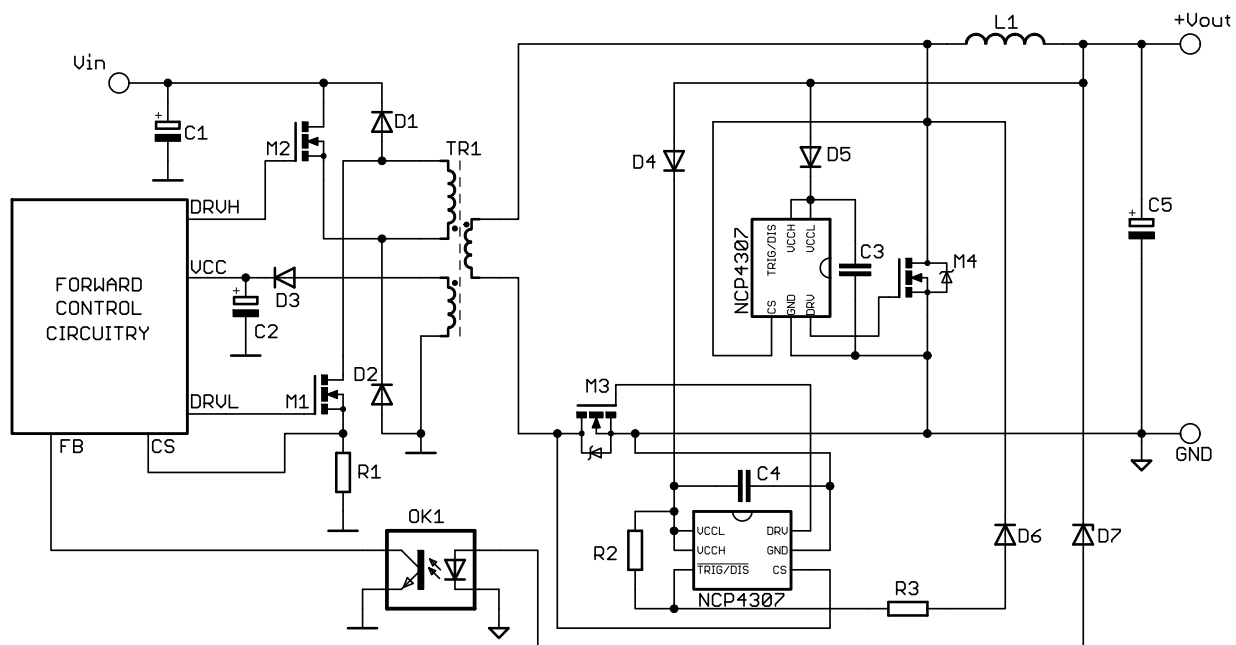 L1
+Vout
Vin
C1
D1
M2
TR1
D4
D5
C5
DRVH
VCC
DRVL
FORWARD
CONTROL
CIRCUITRY
FB
CS
D3
C2
D2
M1
R1
NCP4307
TRIG/DIS
VCCH
VCCL
CS
GND
DRV
C3
M4
M3
GND
C4
OK1
R2
VCCL
VCCH
TRIG/DIS
DRV
GND
CS
NCP4307
R3
D6
D7
+
+
+